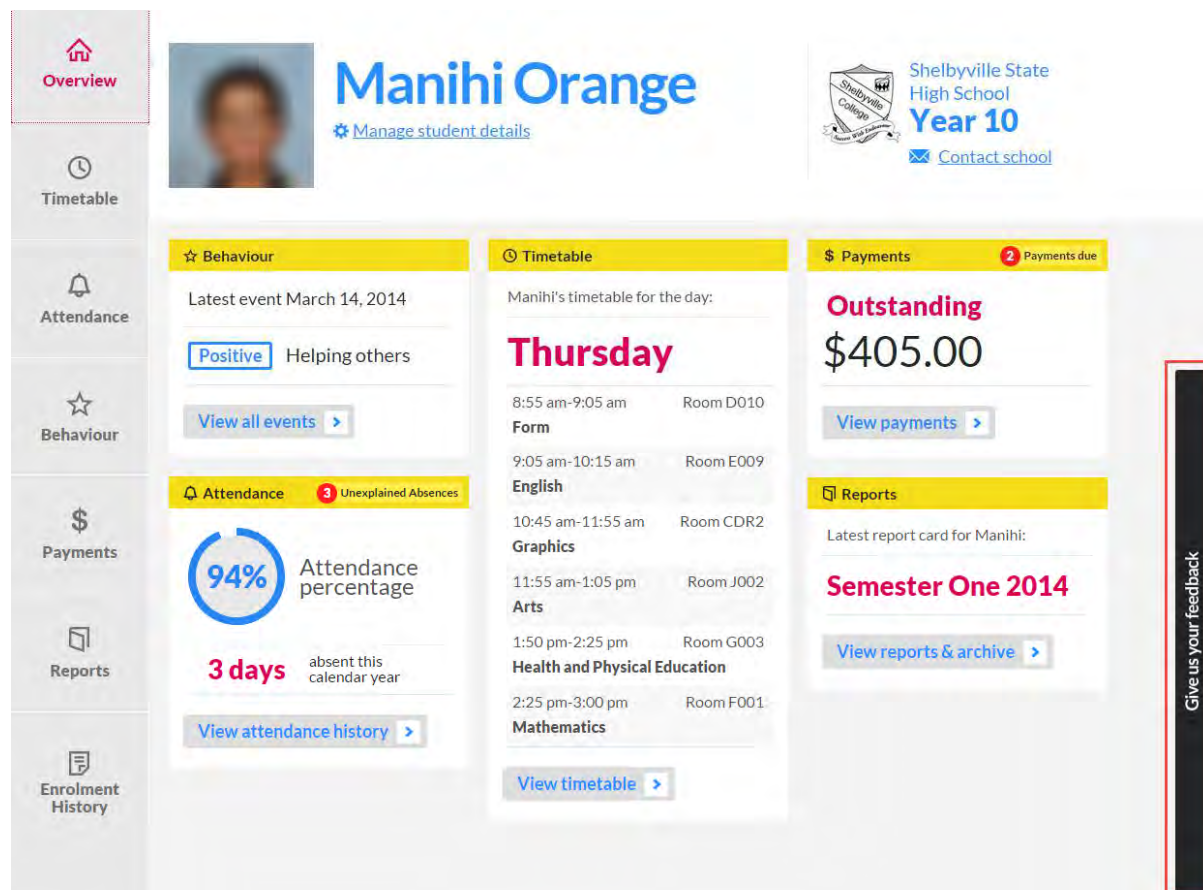 Overview
Timetable
Attendance
Behaviour
$
Payments
Reports
Enrolment
History
Manihi Orange
Manage student details
Shelbyville
College
Shelbyville State
High School
Year 10
Contact school
Behaviour
Latest event March 14, 2014
Positive Helping others
View all events >
Attendance 3 Unexplained Absences
94%
Attendance
percentage
3 days
absent this
calendar year
View attendance history >
Timetable
Manihi's timetable for the day:
Thursday
8:55 am-9:05 am Room D010
Form
9:05 am-10:15 am Room E009
English
10:45 am-11:55 am Room CDR2
Graphics
11:55 am-1:05 pm Room J002
Arts
1:50 pm-2:25 pm Room G003
Health and Physical Education
2:25 pm-3:00 pm Room F001
Mathematics
View timetable >
$ Payments 2 Payments due
Outstanding
$405.00
View payments >
Reports
Latest report card for Manihi:
Semester One 2014
View reports & archive >
Give us your feedback